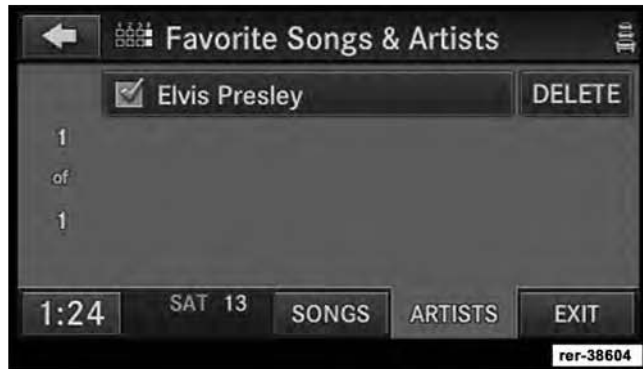 Favorite Songs & Artists
Elvis Presley DELETE
1
of
1
1:24 SAT 13 SONGS ARTISTS EXIT
rer-38604